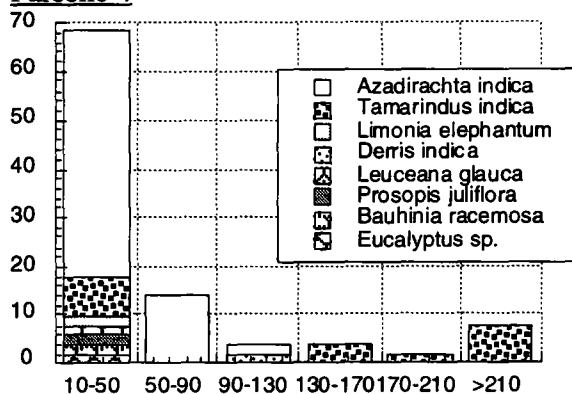 70
60
50
40
30
20
10
0
Azadirachta indica
Tamarindus indica
Limonia elephantum
Derris indica
Leuceana glauca
Prosopis juliflora
Bauhinia racemosa
Eucalyptus sp.
10-50 50-90 90-130 130-170 170-210 >210